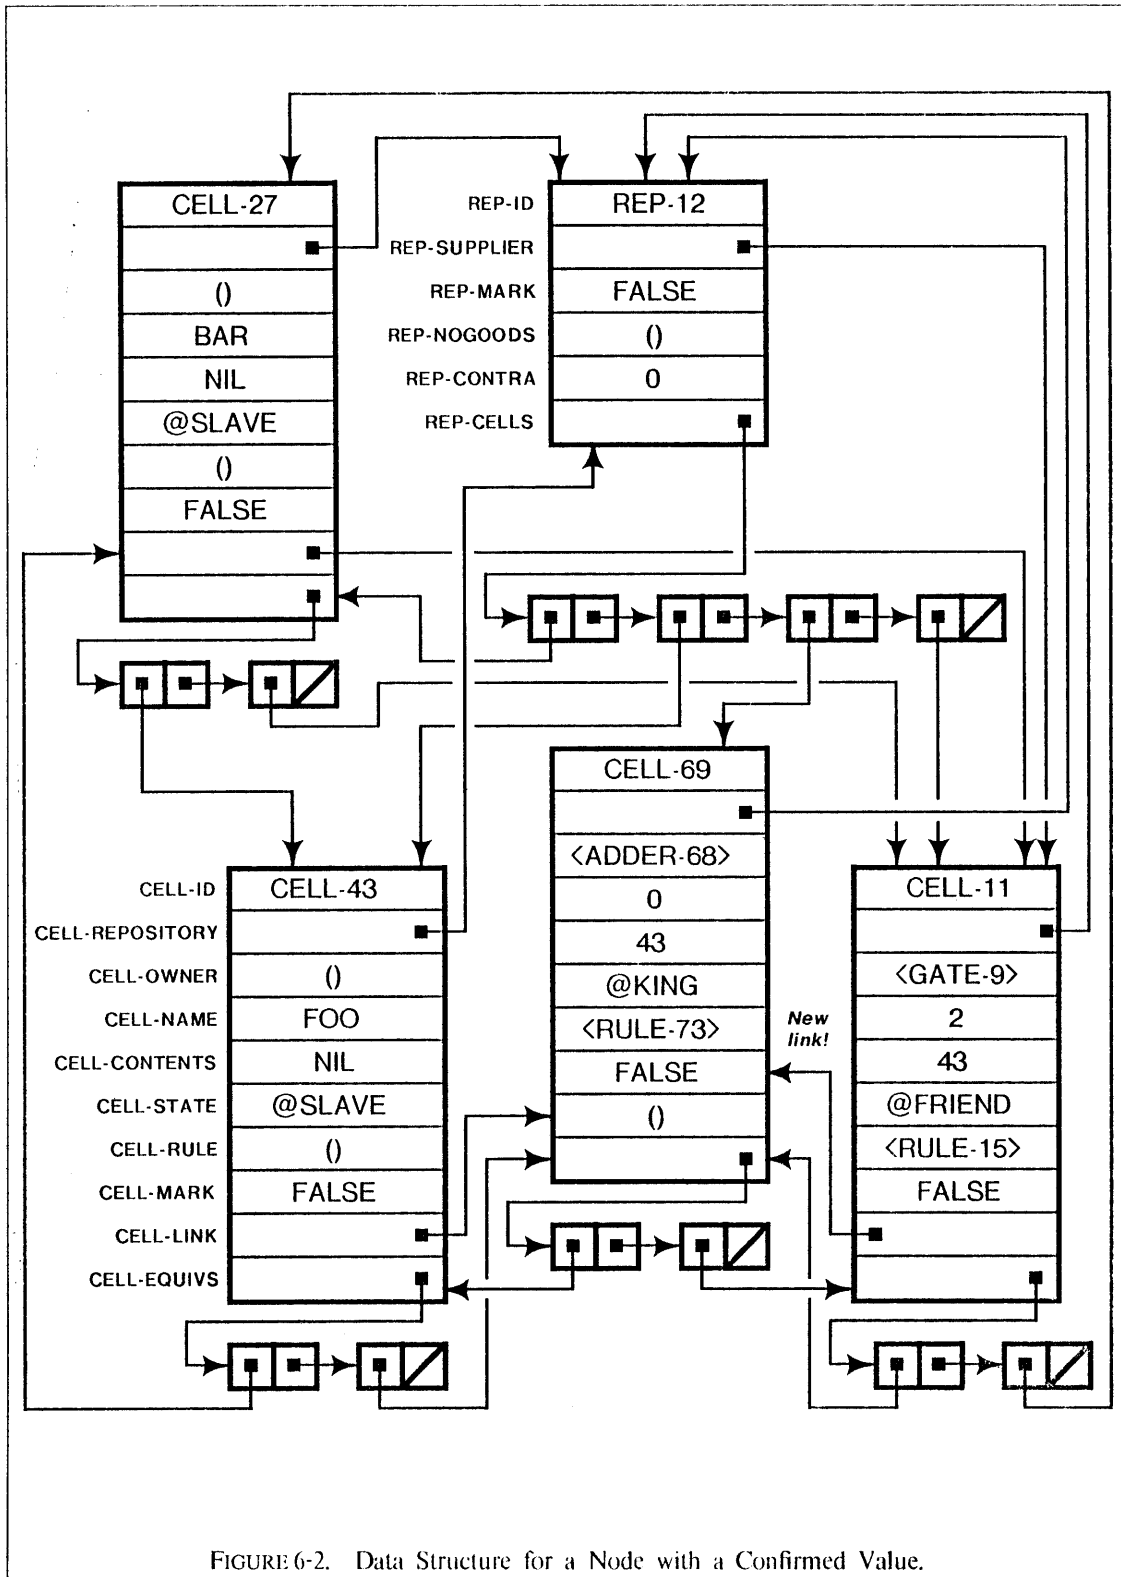 CELL-27
()
BAR
NIL
@SLAVE
()
FALSE
REP-ID REP-12
REP-SUPPLIER
REP-MARK FALSE
REP-NOGOODS ()
REP-CONTRA 0
REP-CELLS
CELL-69
<ADDER-68>
0
43
@KING
<RULE-73>
FALSE
()
CELL-ID CELL-43
CELL-REPOSITORY
CELL-OWNER ()
CELL-NAME FOO
CELL-CONTENTS NIL
CELL-STATE @SLAVE
CELL-RULE ()
CELL-MARK FALSE
CELL-LINK
CELL-EQUIVS
New
link!
CELL-11
<GATE-9>
2
43
@FRIEND
<RULE-15>
FALSE
FIGURE 6-2. Data Structure for a Node with a Confirmed Value.